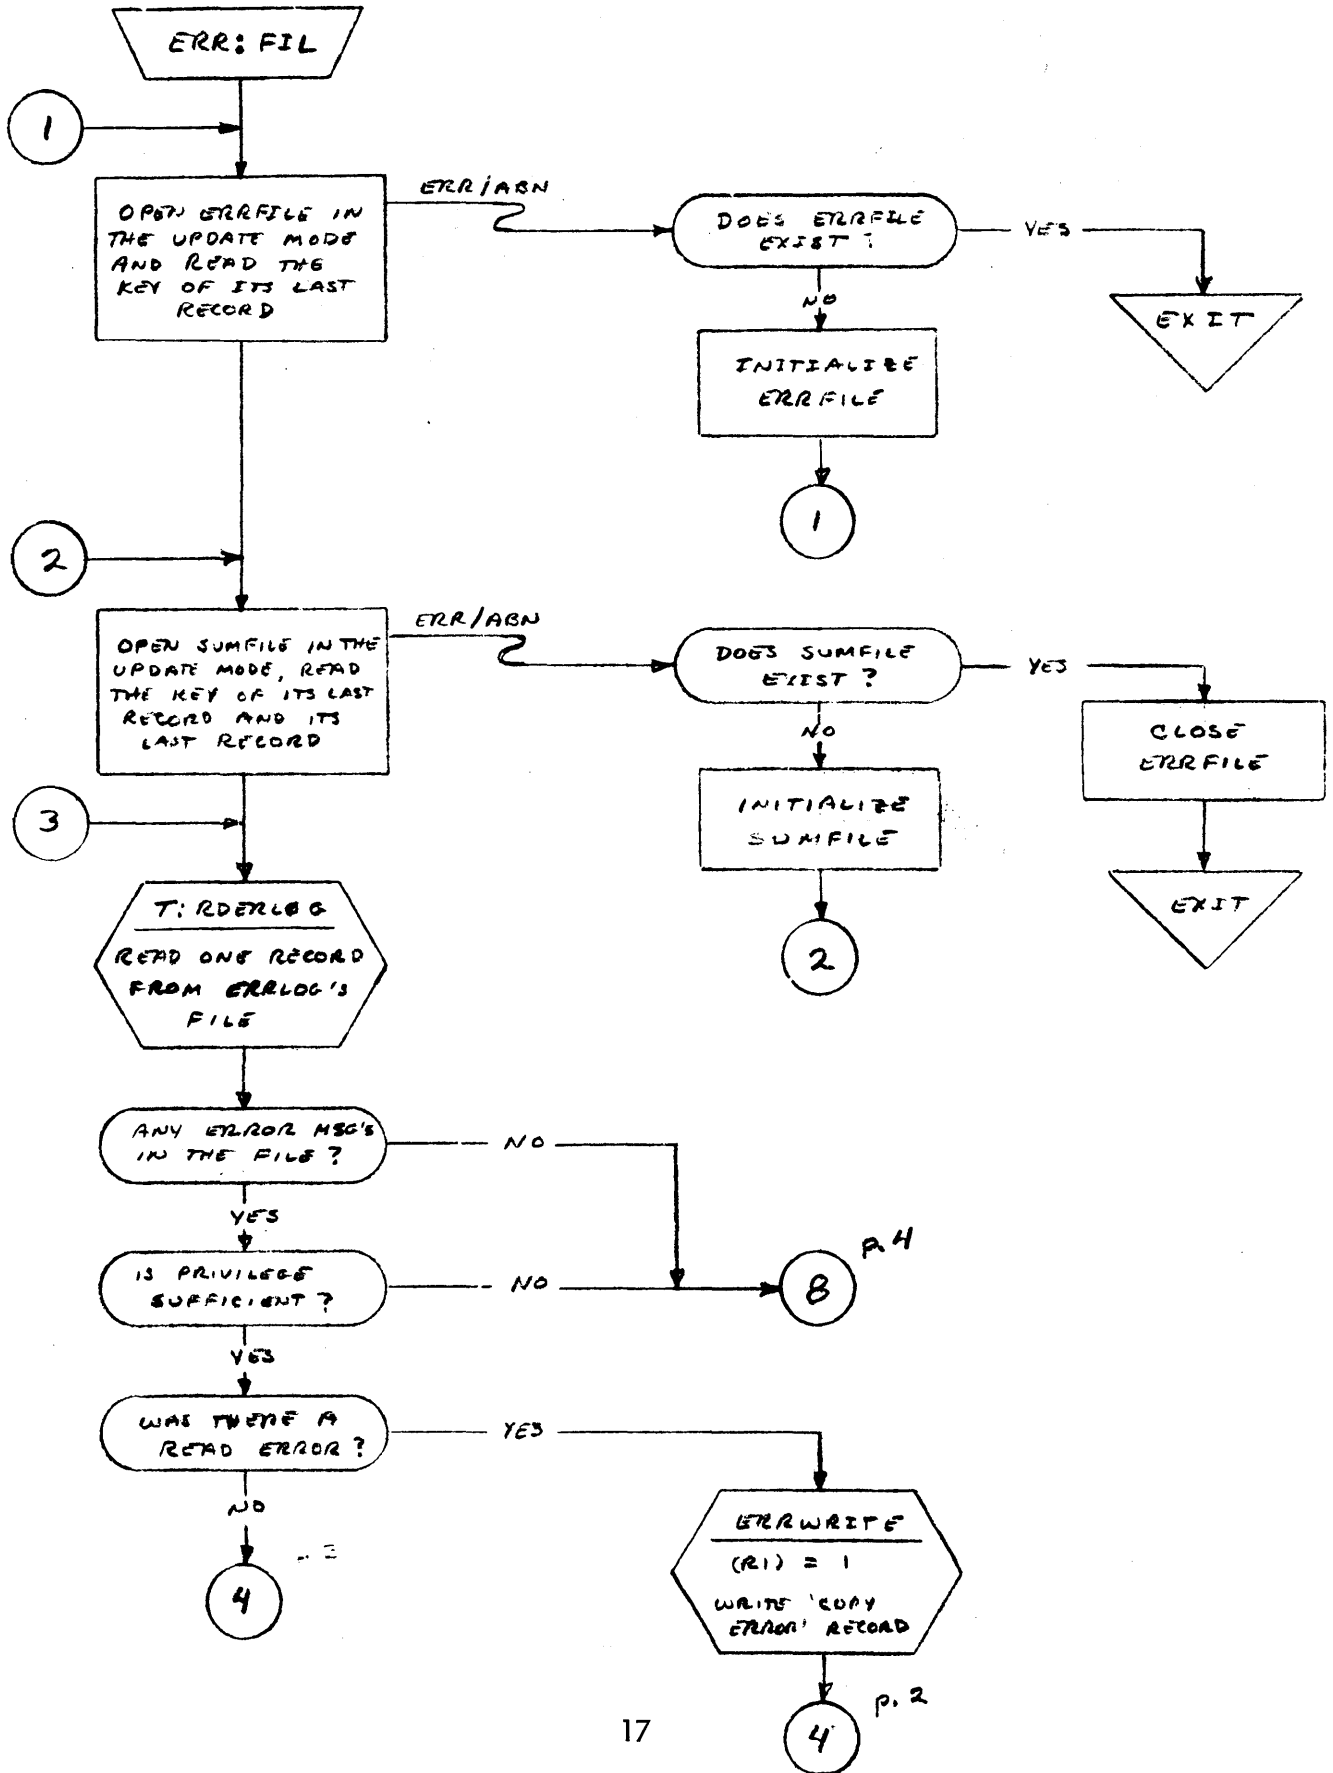 ERR: FIL
1
OPEN ERRFILE IN
THE UPDATE MODE
AND READ THE
KEY OF ITS LAST
RECORD
ERR/ABN
DOES ERRFILE
EXIST?
YES
EXIT
NO
INITIALIZE
ERRFILE
1
2
OPEN SUMFILE IN THE
UPDATE MODE, READ
THE KEY OF ITS LAST
RECORD AND ITS
LAST RECORD
ERR/ABN
DOES SUMFILE
EXIST?
YES
CLOSE
ERRFILE
EXIT
NO
INITIALIZE
SUMFILE
2
3
T: RDERLOG
READ ONE RECORD
FROM ERRLOG'S
FILE
ANY ERROR MSG'S
IN THE FILE?
NO
YES
IS PRIVILEGE
SUFFICIENT?
NO
8
p. 4
YES
WAS THERE A
READ ERROR?
YES
NO
4
ERRWRITE
(R1) = 1
WRITE 'COPY
ERROR' RECORD
4
p. 2
17